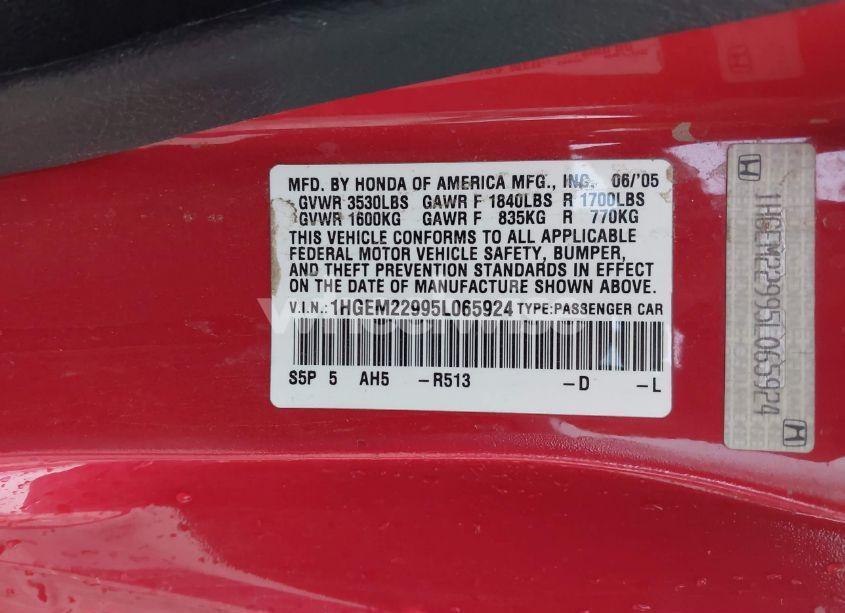 MFD. BY HONDA OF AMERICA MFG., INC. 06/'05
GVWR 3530LBS GAWR F 1840LBS R 1700LBS
GVWR 1600KG GAWR F 835KG R 770KG
THIS VEHICLE CONFORMS TO ALL APPLICABLE
FEDERAL MOTOR VEHICLE SAFETY, BUMPER,
AND THEFT PREVENTION STANDARDS IN EFFECT
ON THE DATE OF MANUFACTURE SHOWN ABOVE.
V.I.N.: 1HGEM22995L065924 TYPE:PASSENGER CAR
S5P 5 AH5 -R513 -D -L
1HGEM22995L065924